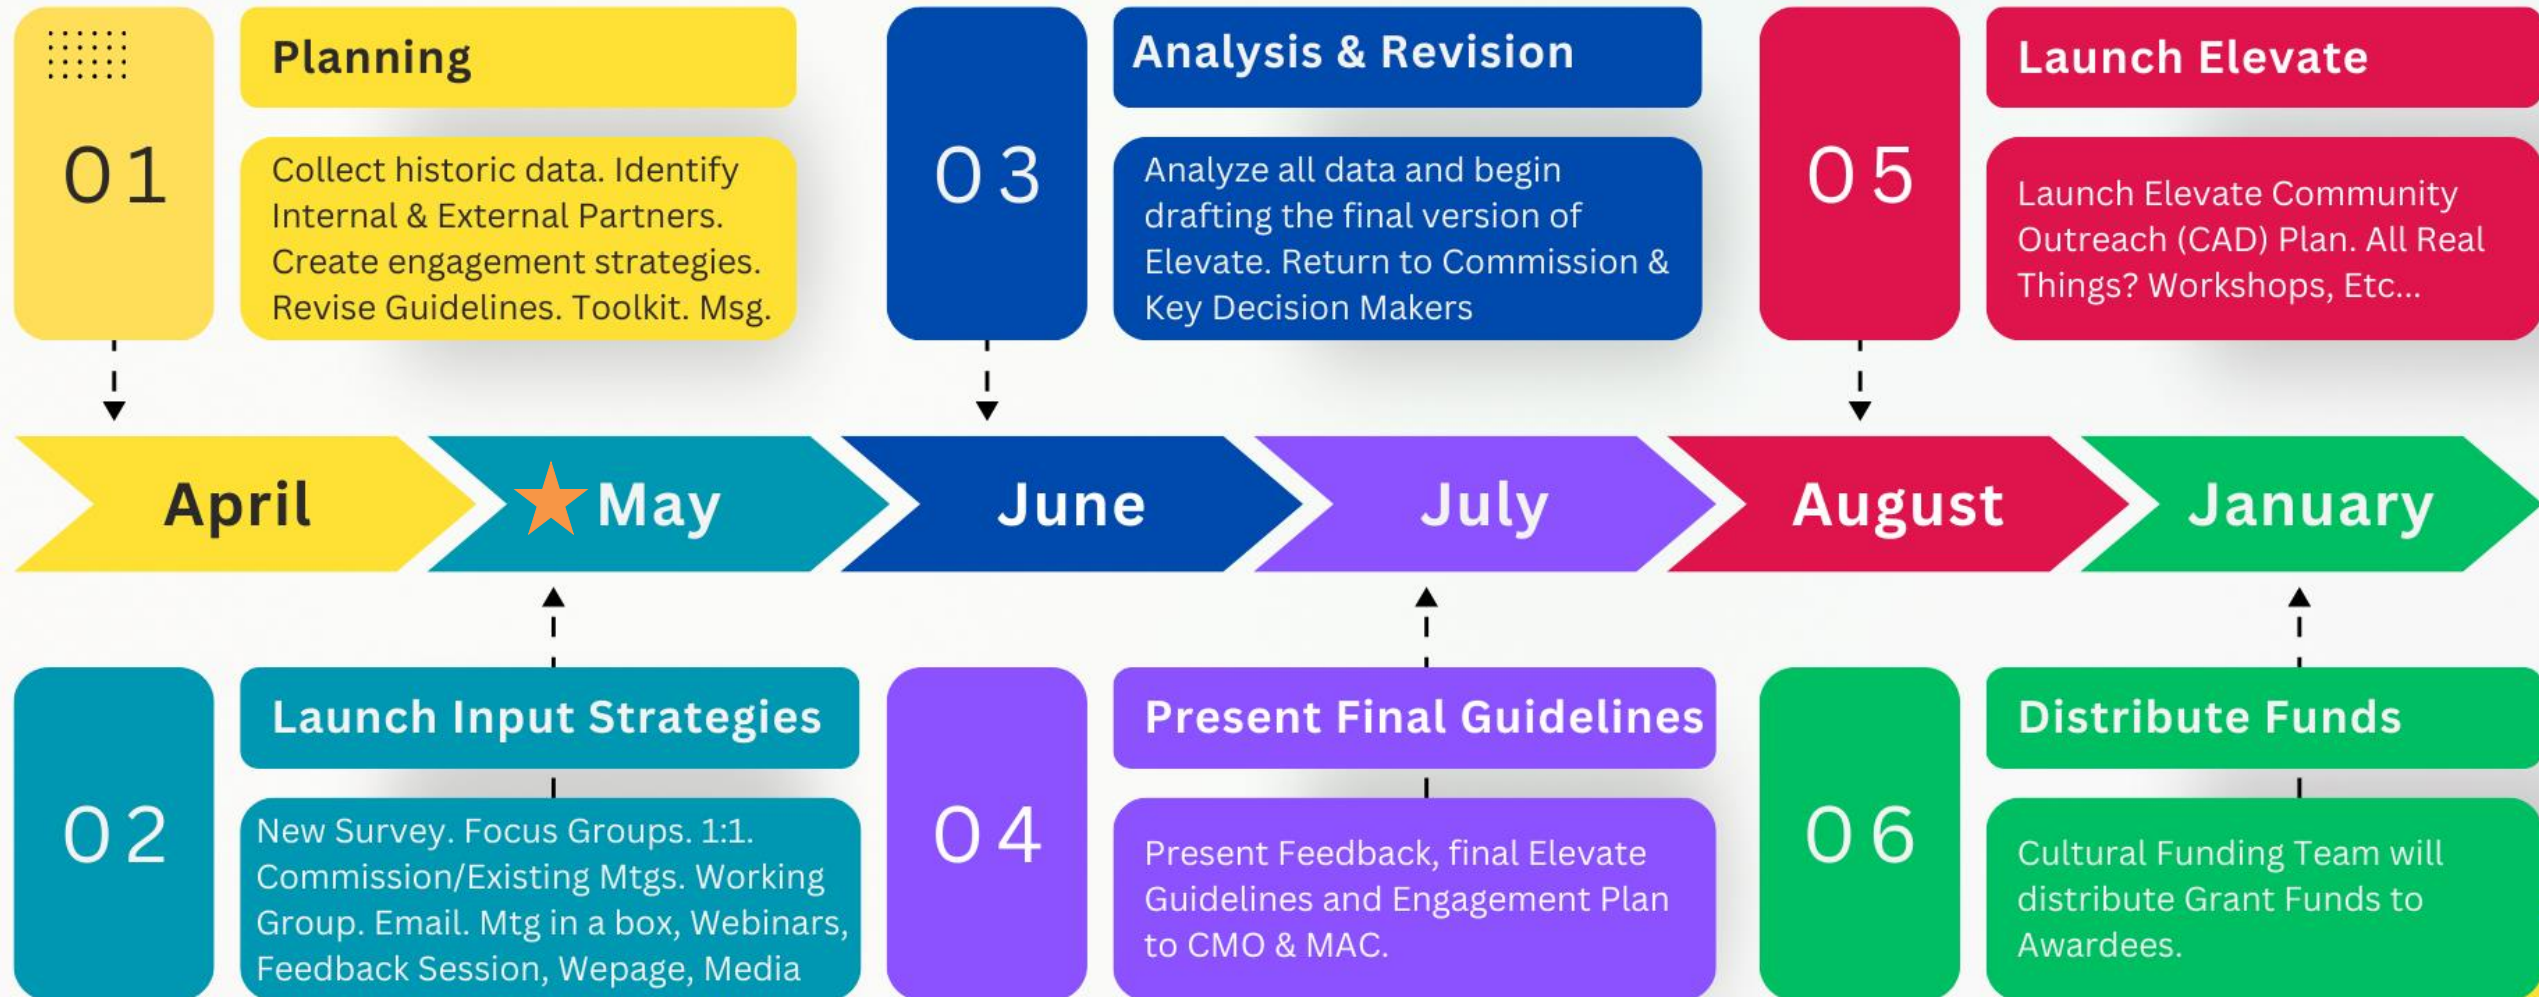 01
Planning
Collect historic data. Identify
Internal & External Partners.
Create engagement strategies.
Revise Guidelines. Toolkit. Msg.
03
Analysis & Revision
Analyze all data and begin
drafting the final version of
Elevate. Return to Commission &
Key Decision Makers
05
Launch Elevate
Launch Elevate Community
Outreach (CAD) Plan. All Real
Things? Workshops, Etc...
April
May
June
July
August
January
02
Launch Input Strategies
New Survey. Focus Groups. 1:1.
Commission/Existing Mtgs. Working
Group. Email. Mtg in a box, Webinars,
Feedback Session, Wepage, Media
04
Present Final Guidelines
Present Feedback, final Elevate
Guidelines and Engagement Plan
to CMO & MAC.
06
Distribute Funds
Cultural Funding Team will
distribute Grant Funds to
Awardees.